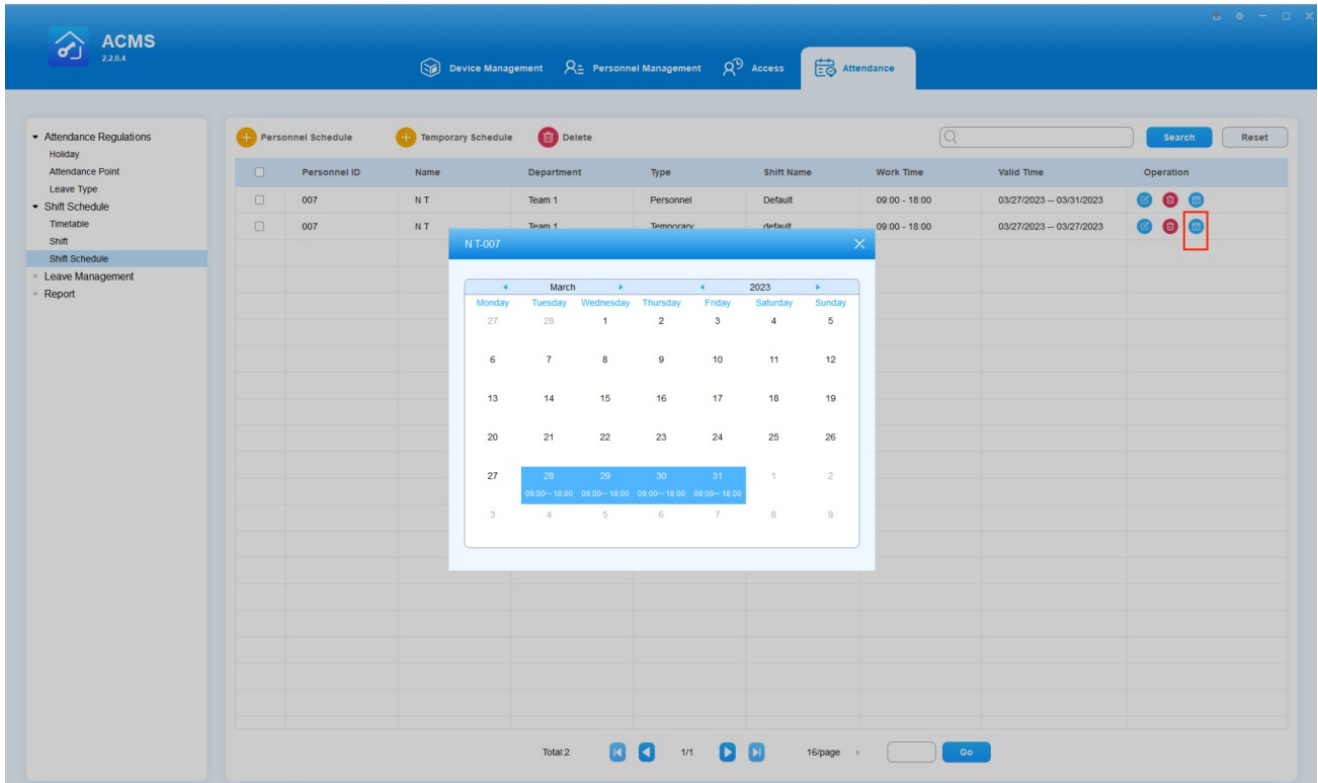 ACMS
2.2.0.4
Device Management Personnel Management Access Attendance
Attendance Regulations
Holiday
Attendance Point
Leave Type
Shift Schedule
Timetable
Shift
Shift Schedule
Leave Management
Report
Personnel Schedule Temporary Schedule Delete Search Reset
Personnel ID Name Department Type Shift Name Work Time Valid Time Operation
007 N T Team 1 Personnel Default 09:00 - 18:00 03/27/2023 -- 03/31/2023
007 N T Team 1 Temporary default 09:00 - 18:00 03/27/2023 -- 03/27/2023
N T-007
March 2023
Monday Tuesday Wednesday Thursday Friday Saturday Sunday
27 28 1 2 3 4 5
6 7 8 9 10 11 12
13 14 15 16 17 18 19
20 21 22 23 24 25 26
27 28 29 30 31 1 2
09:00~ 18:00 09:00~ 18:00 09:00~ 18:00 09:00~ 18:00
3 4 5 6 7 8 9
Total:2 1/1 16/page Go